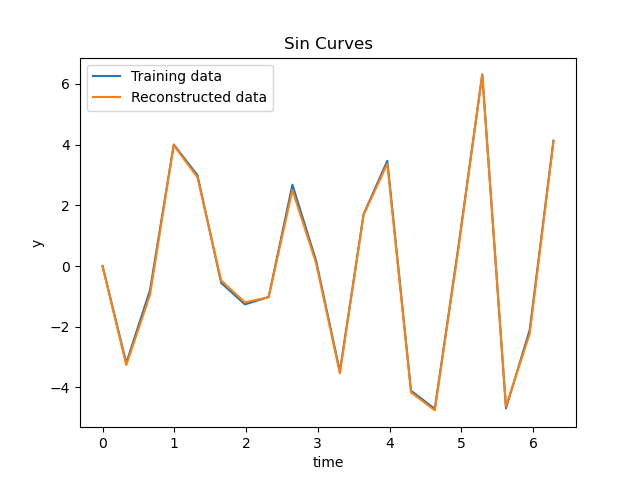 Sin Curves
Training data
Reconstructed data
6
4
2
0
−2
−4
y
0 1 2 3 4 5 6
time